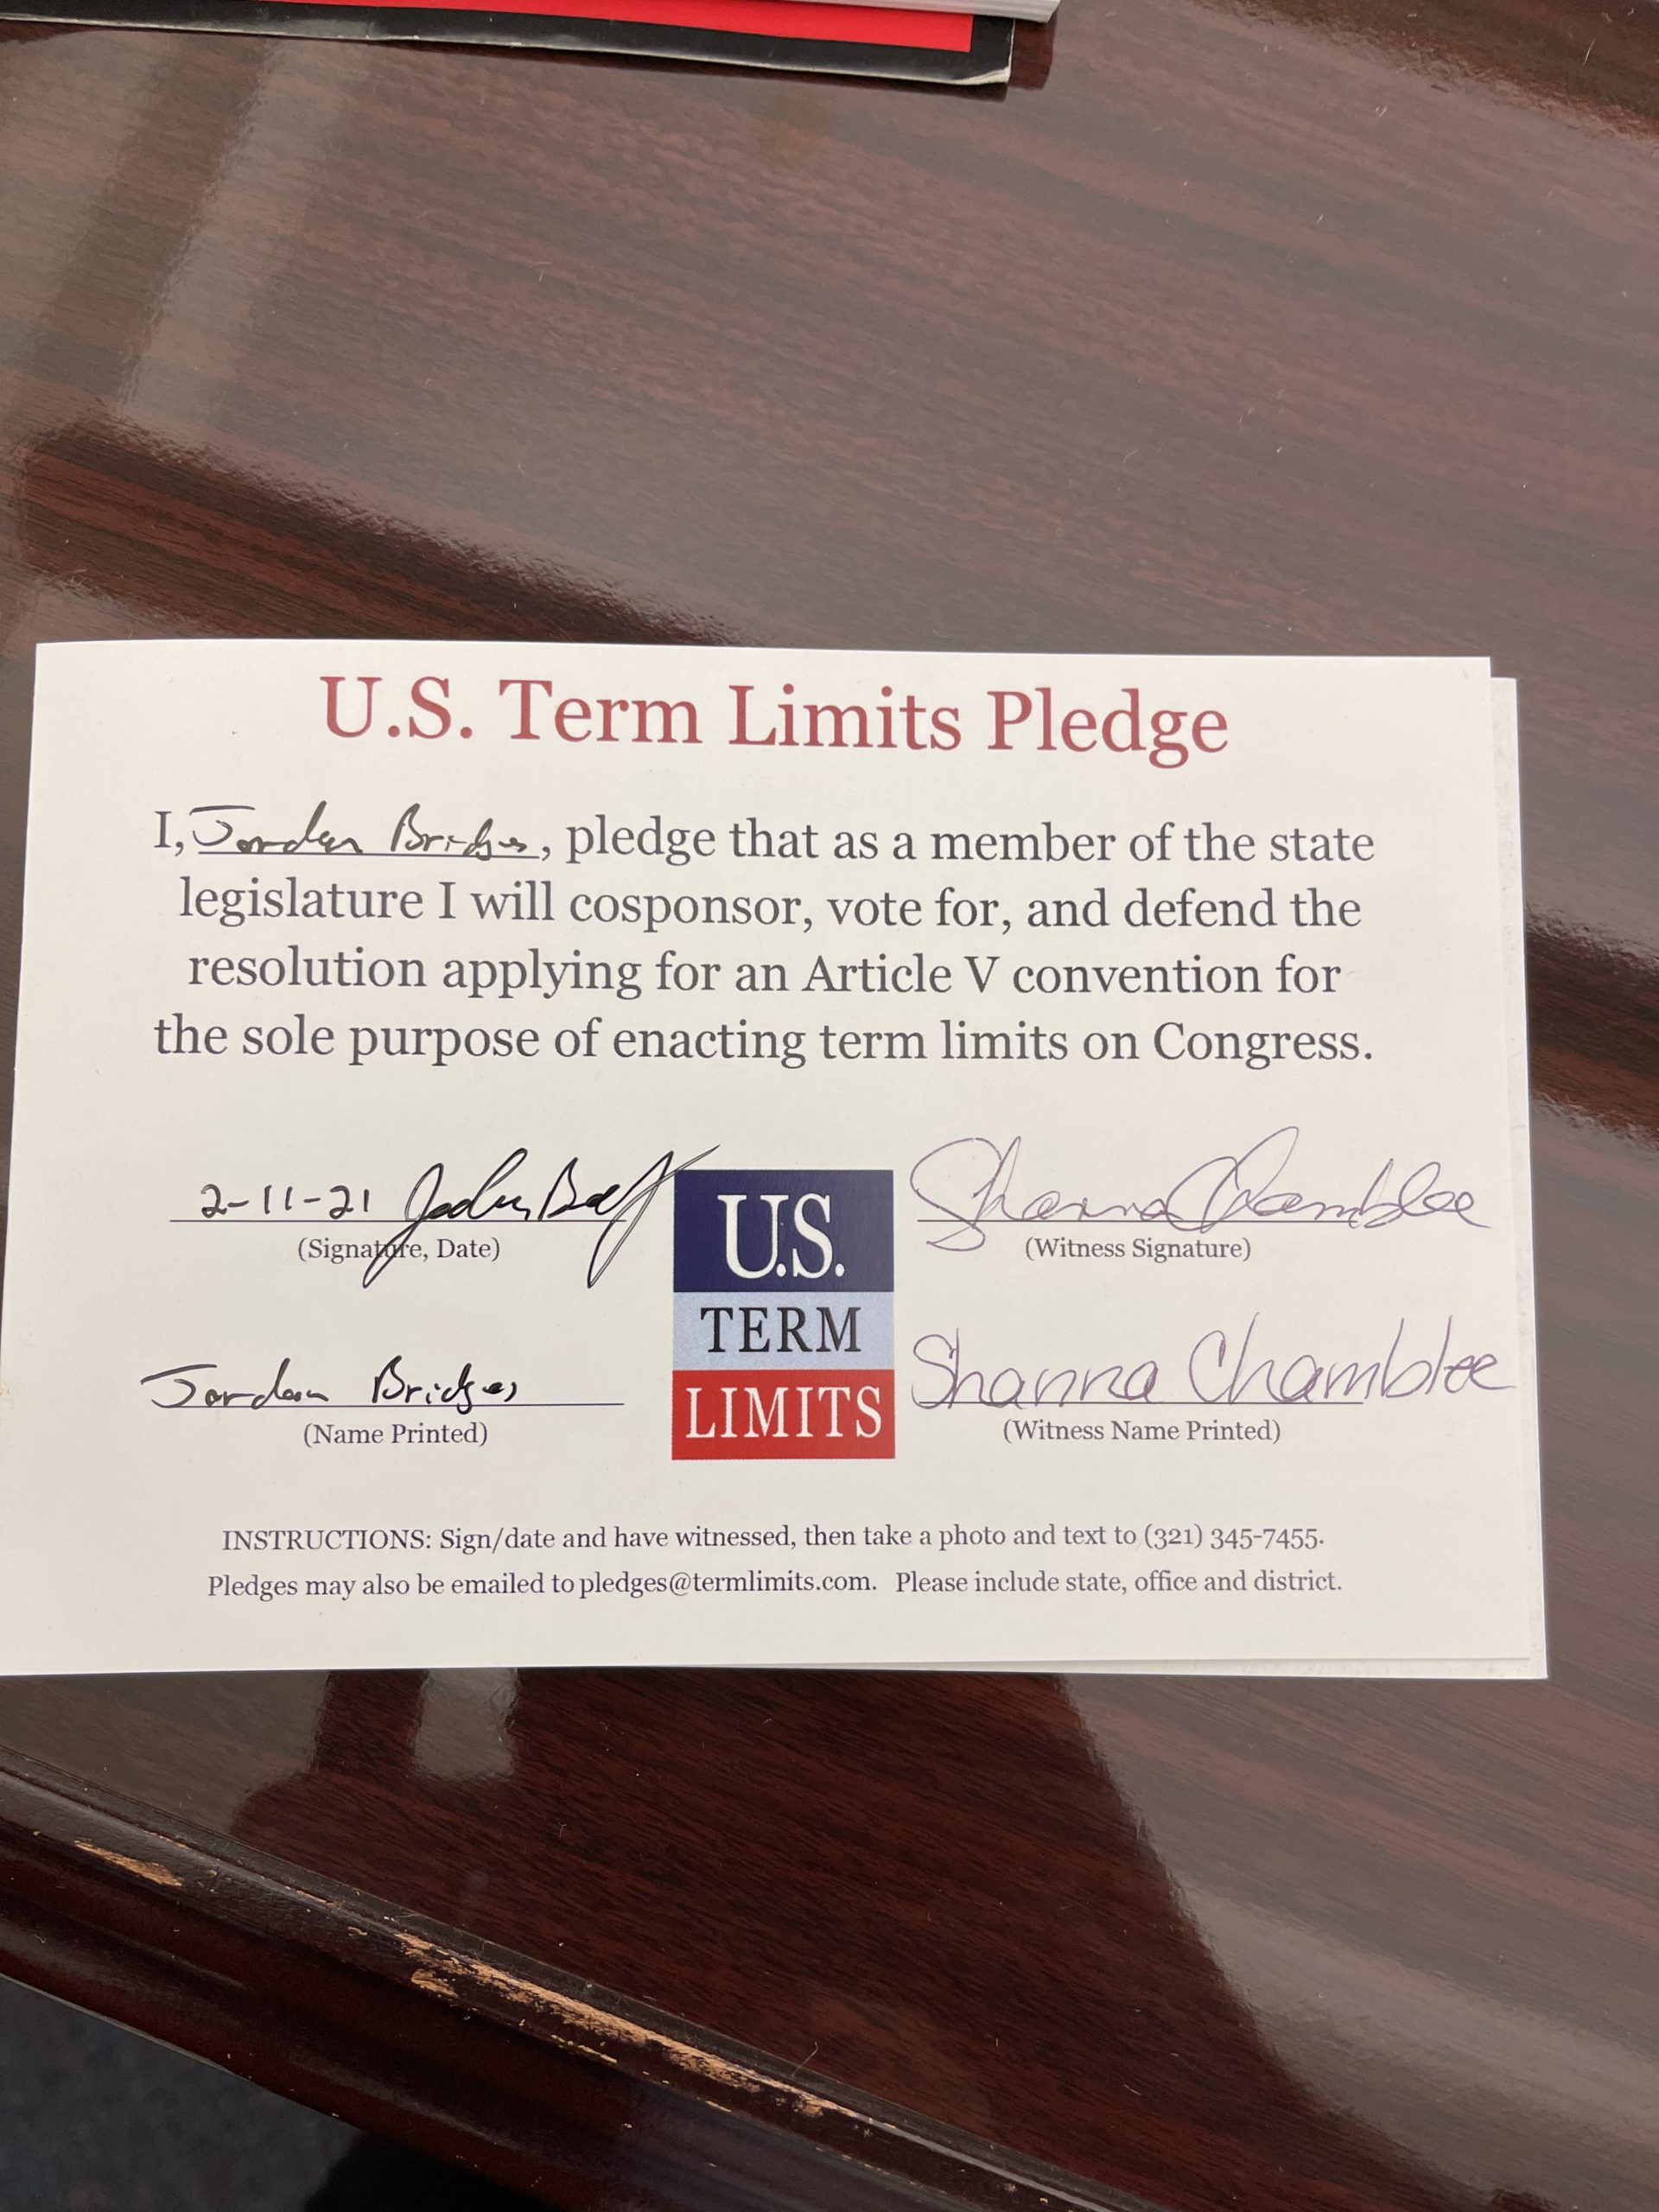 U.S. Term Limits Pledge
I, Jordan Bridges, pledge that as a member of the state
legislature I will cosponsor, vote for, and defend the
resolution applying for an Article V convention for
the sole purpose of enacting term limits on Congress.
2-11-21
(Signature, Date)
Jordan Bridges
(Name Printed)
U.S.
TERM
LIMITS
Shanna Chamblee
(Witness Signature)
Shanna Chamblee
(Witness Name Printed)
INSTRUCTIONS: Sign/date and have witnessed, then take a photo and text to (321) 345-7455.
Pledges may also be emailed to pledges@termlimits.com. Please include state, office and district.